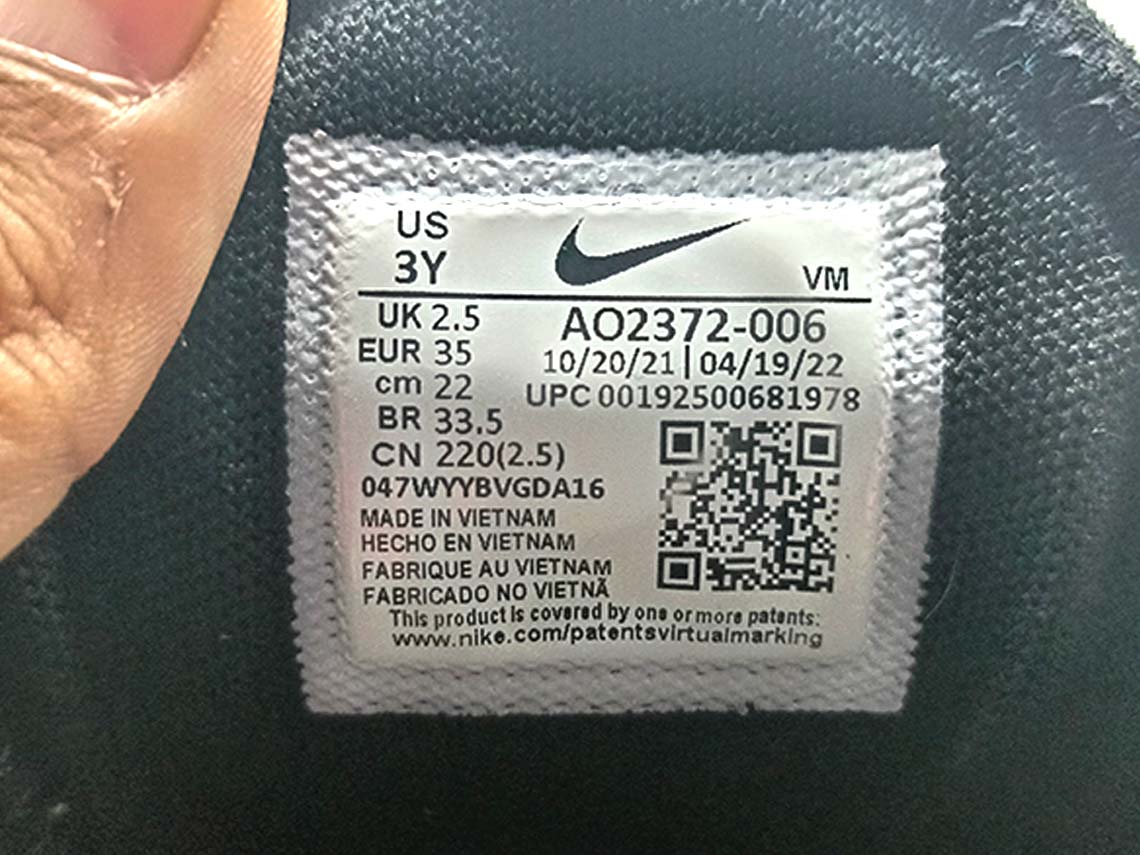 US
3Y
VM
UK 2.5
EUR 35
cm 22
BR 33.5
CN 220(2.5)
AO2372-006
10/20/21 | 04/19/22
UPC 00192500681978
047WYYBVGDA16
MADE IN VIETNAM
HECHO EN VIETNAM
FABRIQUE AU VIETNAM
FABRICADO NO VIETNÃ
This product is covered by one or more patents:
www.nike.com/patentsvirtualmarking